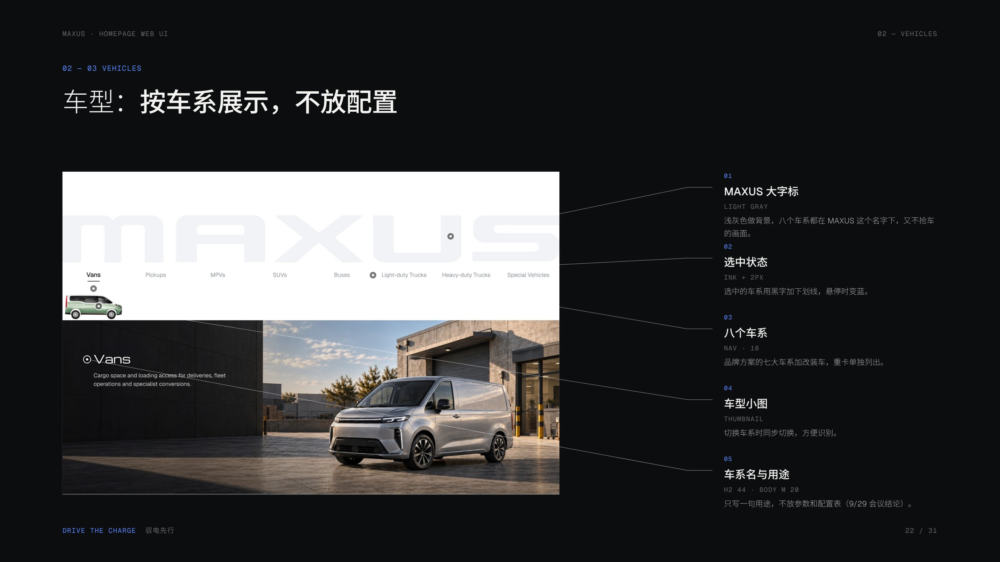 MAXUS · HOMEPAGE WEB UI
02 — VEHICLES
02 — 03 VEHICLES
车型：按车系展示，不放配置
MAXUS
Vans
Pickups
MPVs
SUVs
Buses
Light-duty Trucks
Heavy-duty Trucks
Special Vehicles
Vans
Cargo space and loading access for deliveries, fleet
operations and specialist conversions.
01
MAXUS 大字标
LIGHT GRAY
浅灰色做背景，八个车系都在 MAXUS 这个名字下，又不抢车
的画面。
02
选中状态
INK + 2PX
选中的车系用黑字加下划线，悬停时变蓝。
03
八个车系
NAV · 18
品牌方案的七大车系加改装车，重卡单独列出。
04
车型小图
THUMBNAIL
切换车系时同步切换，方便识别。
05
车系名与用途
H2 44 · BODY M 20
只写一句用途，不放参数和配置表（9/29 会议结论）。
DRIVE THE CHARGE 驭电先行
22 / 31